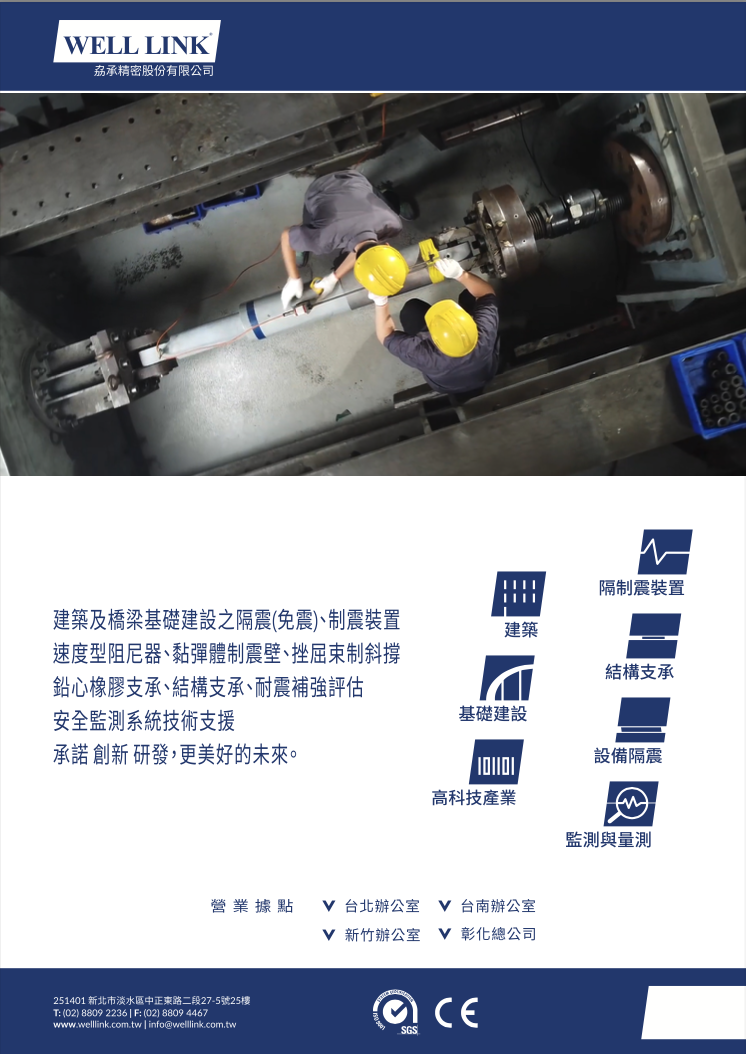 WELL LINK®
劦承精密股份有限公司
建築及橋梁基礎建設之隔震(免震)、制震裝置
速度型阻尼器、黏彈體制震壁、挫屈束制斜撐
鉛心橡膠支承、結構支承、耐震補強評估
安全監測系統技術支援
承諾 創新 研發，更美好的未來。
隔制震裝置
建築
結構支承
基礎建設
設備隔震
高科技產業
監測與量測
營業據點
台北辦公室
台南辦公室
新竹辦公室
彰化總公司
251401 新北市淡水區中正東路二段27-5號25樓
T: (02) 8809 2236 | F: (02) 8809 4467
www.welllink.com.tw | info@welllink.com.tw
ISO 9001
SGS
CE